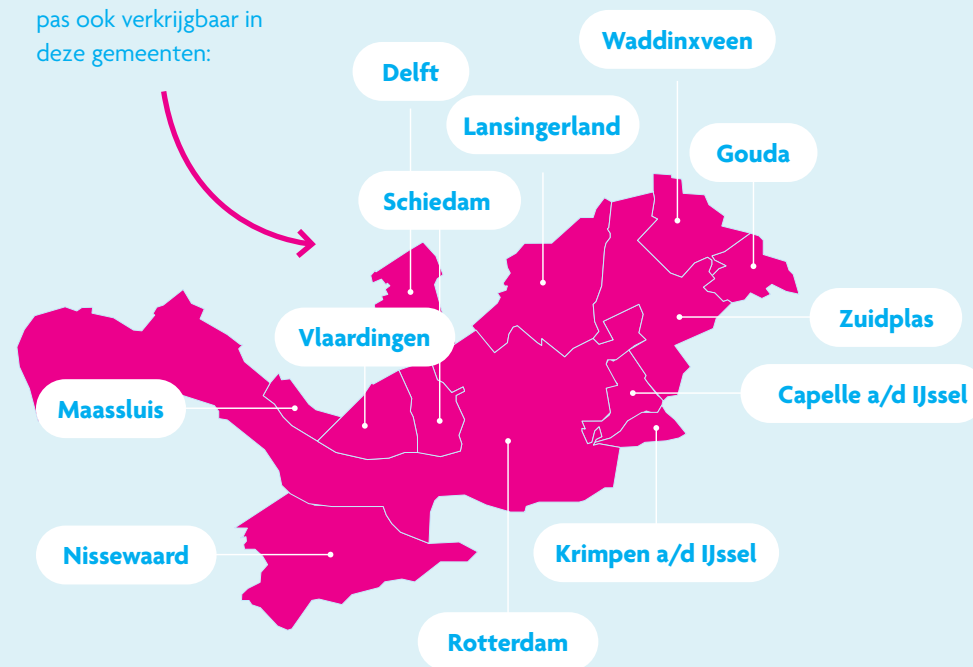 pas ook verkrijgbaar in
deze gemeenten:
Waddinxveen
Delft
Lansingerland
Gouda
Schiedam
Zuidplas
Vlaardingen
Capelle a/d IJssel
Maassluis
Krimpen a/d IJssel
Nissewaard
Rotterdam